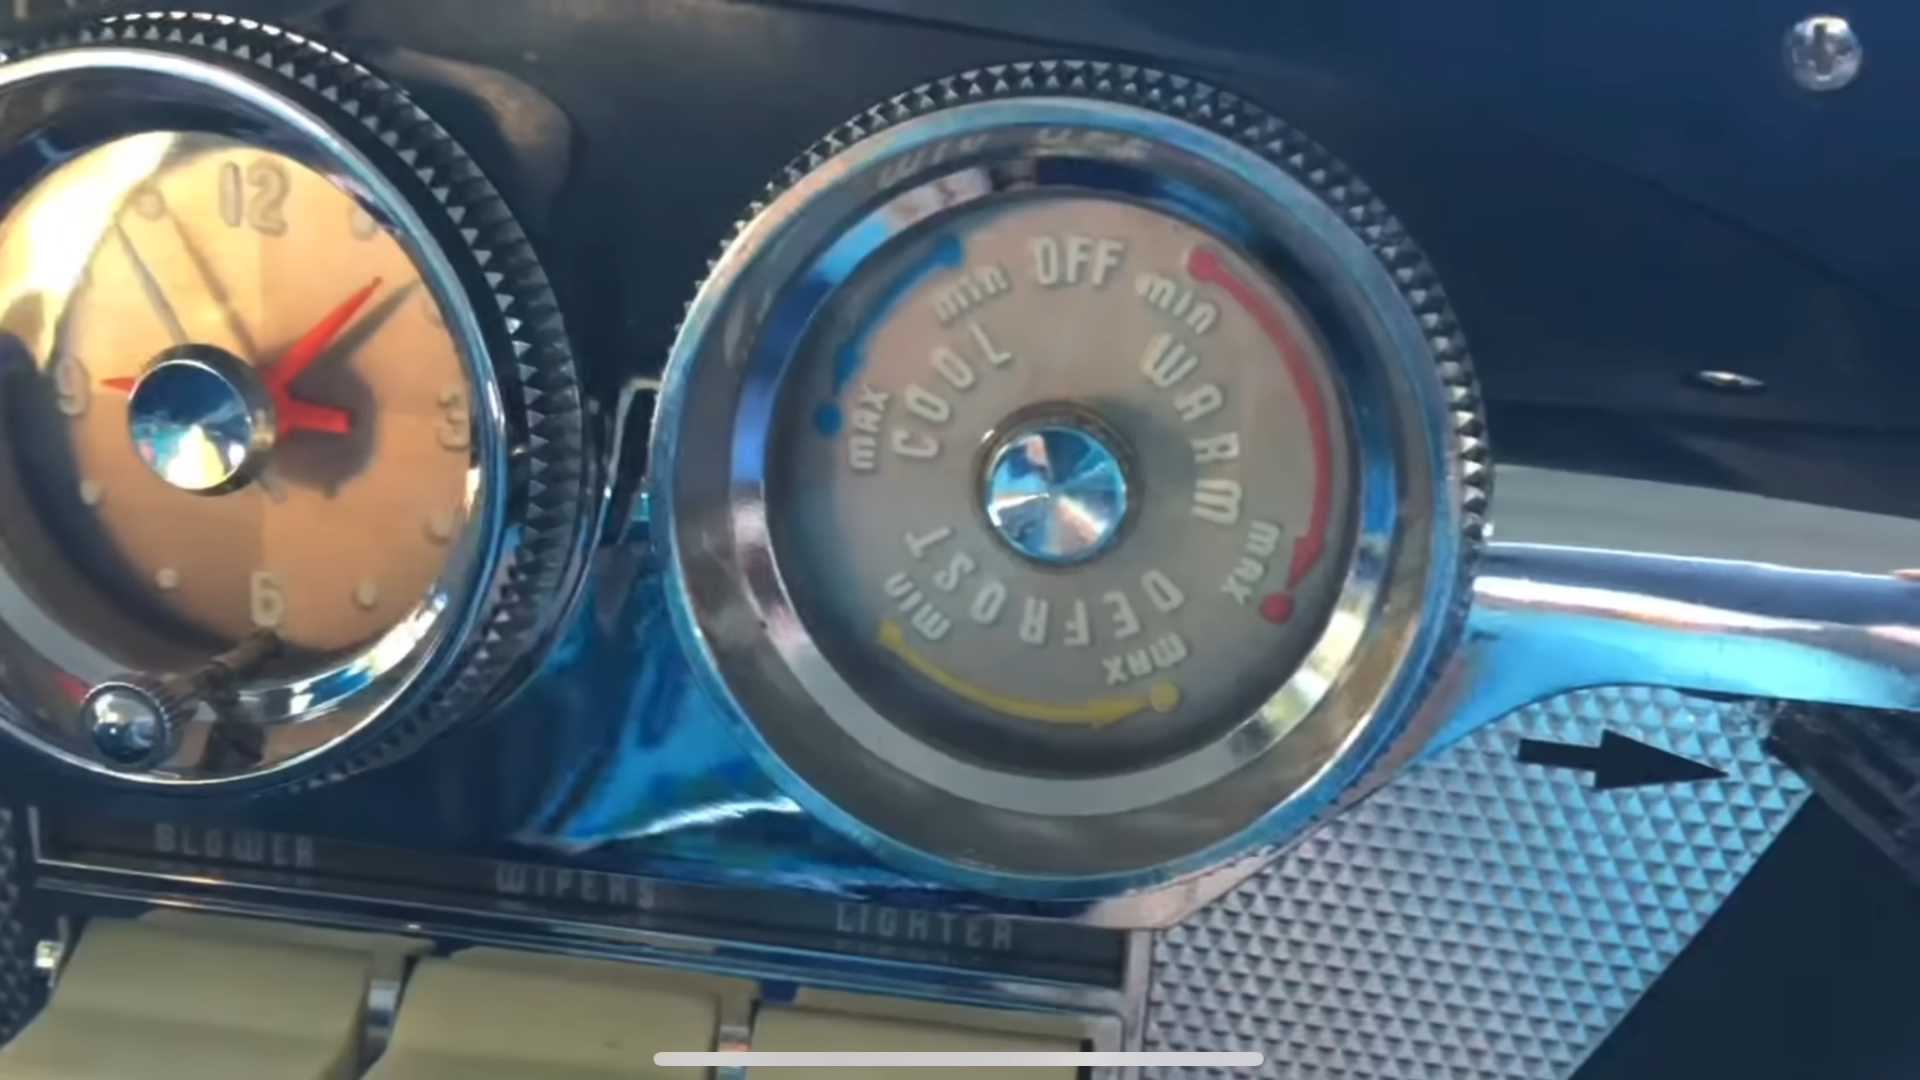 12
3
6
9
OFF
min
COOL
max
min
WARM
max
min
DEFROST
max
BLOWER
WIPERS
LIGHTER